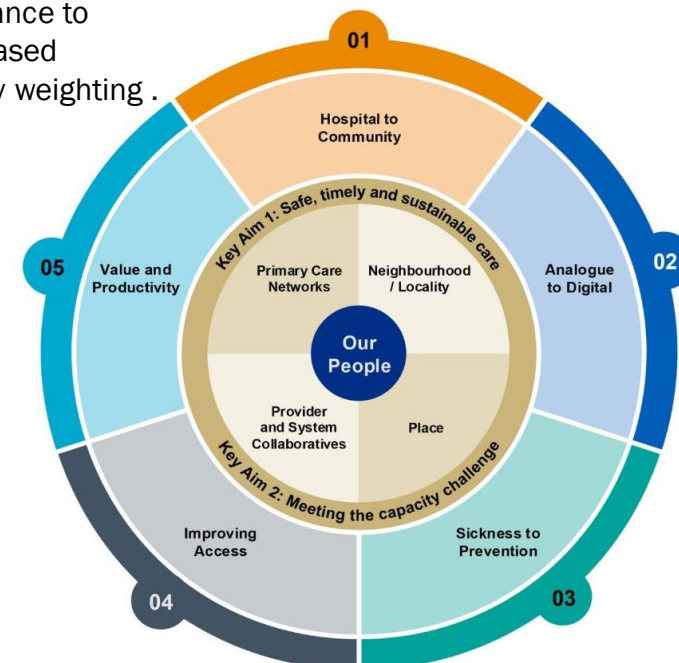 ance to
ased
y weighting .
01
Hospital to
Community
02
Analogue
to Digital
03
Sickness to
Prevention
04
Improving
Access
05
Value and
Productivity
Key Aim 1: Safe, timely and sustainable care
Primary Care
Networks
Neighbourhood
/ Locality
Our
People
Provider
and System
Collaboratives
Place
Key Aim 2: Meeting the capacity challenge